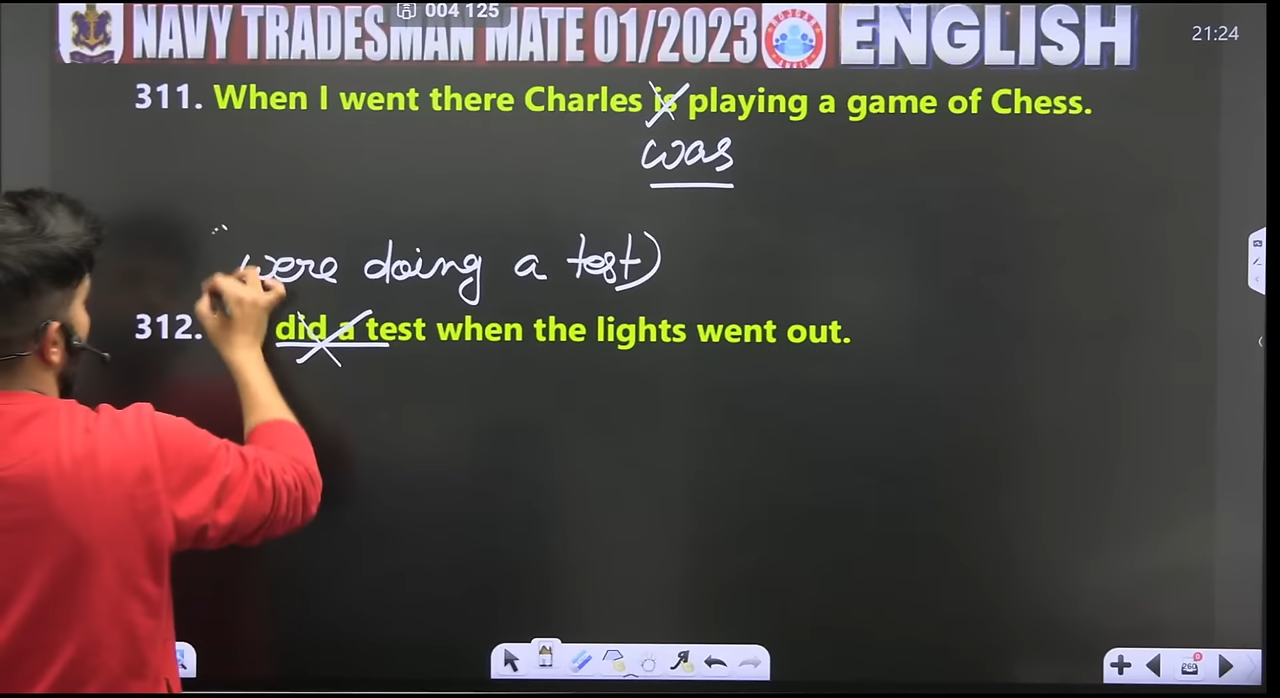 004 125
NAVY TRADESMAN MATE 01/2023 ENGLISH
21:24
311. When I went there Charles is playing a game of Chess.
was
were doing a test)
312. did a test when the lights went out.
260